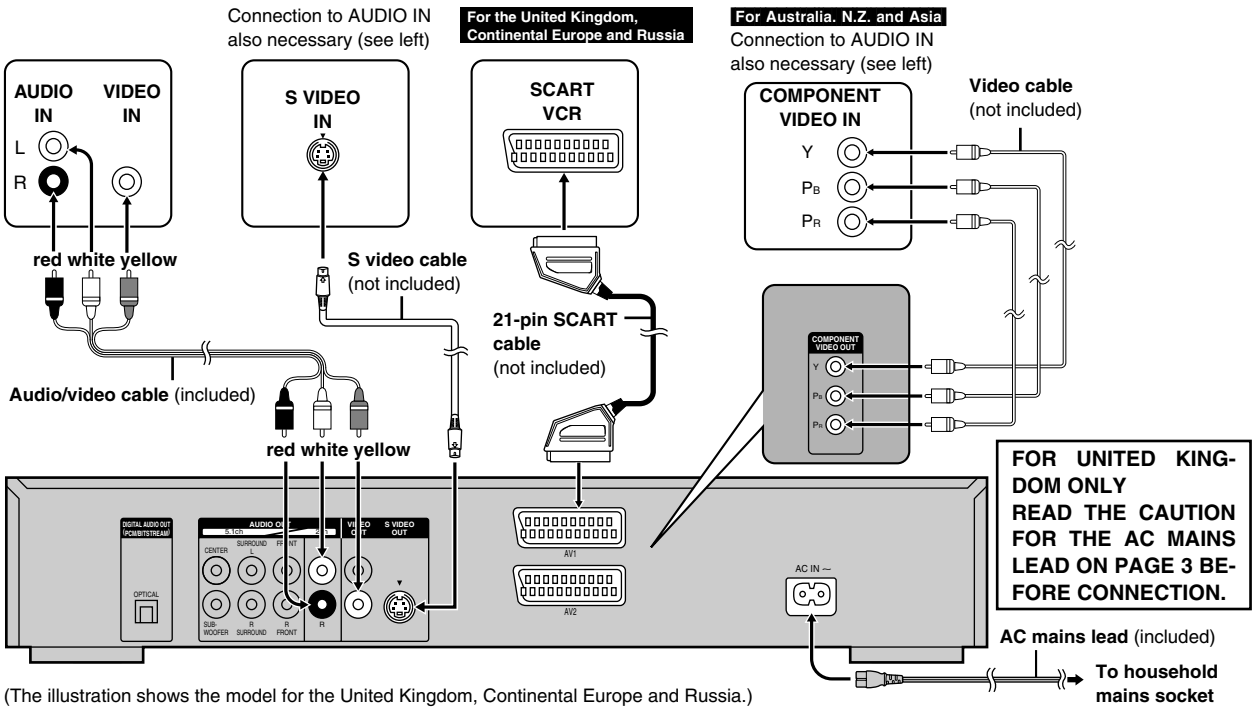 Connection to AUDIO IN
also necessary (see left)
For the United Kingdom,
Continental Europe and Russia
For Australia. N.Z. and Asia
Connection to AUDIO IN
also necessary (see left)
AUDIO
IN
VIDEO
IN
L
R
S VIDEO
IN
SCART
VCR
COMPONENT
VIDEO IN
Y
PB
PR
Video cable
(not included)
red white yellow
S video cable
(not included)
21-pin SCART
cable
(not included)
Audio/video cable (included)
red white yellow
COMPONENT
VIDEO OUT
Y
PB
PR
FOR UNITED KING-
DOM ONLY
READ THE CAUTION
FOR THE AC MAINS
LEAD ON PAGE 3 BE-
FORE CONNECTION.
DIGITAL AUDIO OUT
(PCM/BITSTREAM)
OPTICAL
AUDIO OUT
5.1ch
VIDEO
OUT
S VIDEO
OUT
CENTER
SURROUND
L
FRONT
SUB-
WOOFER
R
SURROUND
R
FRONT
R
AV1
AV2
AC IN ~
AC mains lead (included)
To household
mains socket
(The illustration shows the model for the United Kingdom, Continental Europe and Russia.)